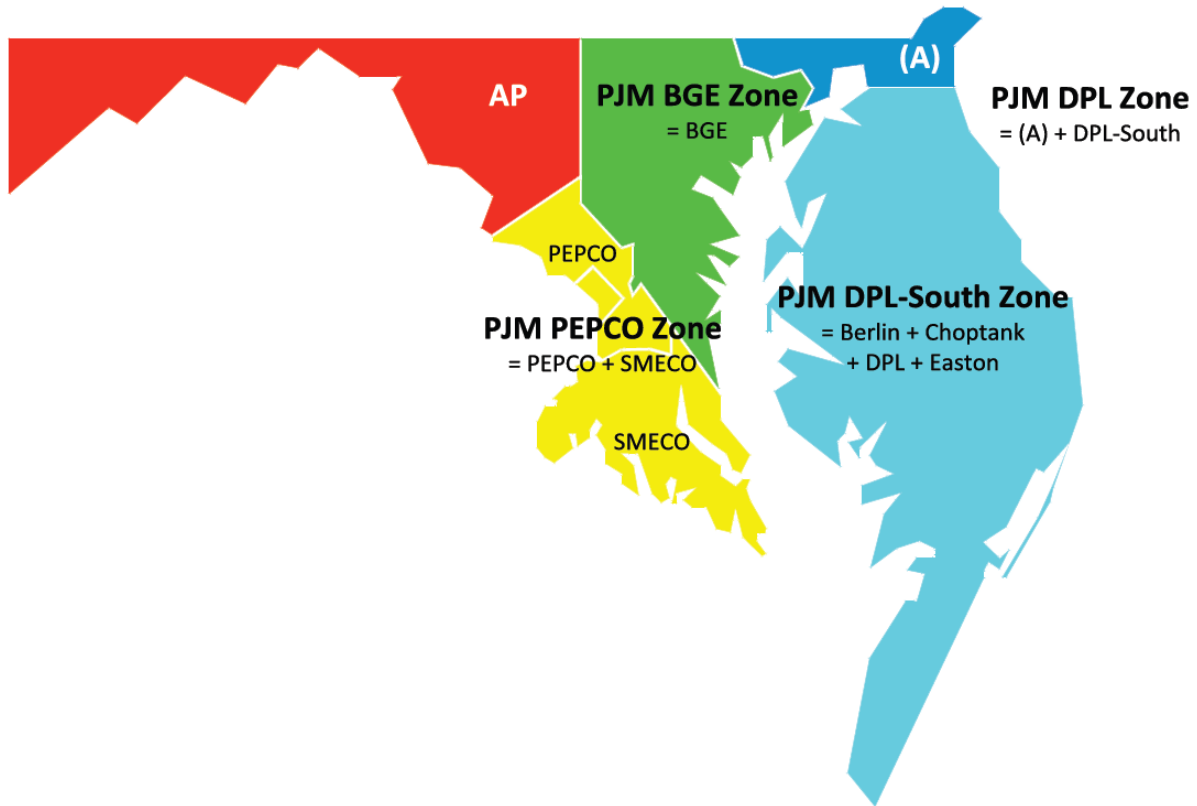 (A)
AP
PJM BGE Zone
= BGE
PJM DPL Zone
= (A) + DPL-South
PEPCO
PJM DPL-South Zone
= Berlin + Choptank
+ DPL + Easton
PJM PEPCO Zone
= PEPCO + SMECO
SMECO